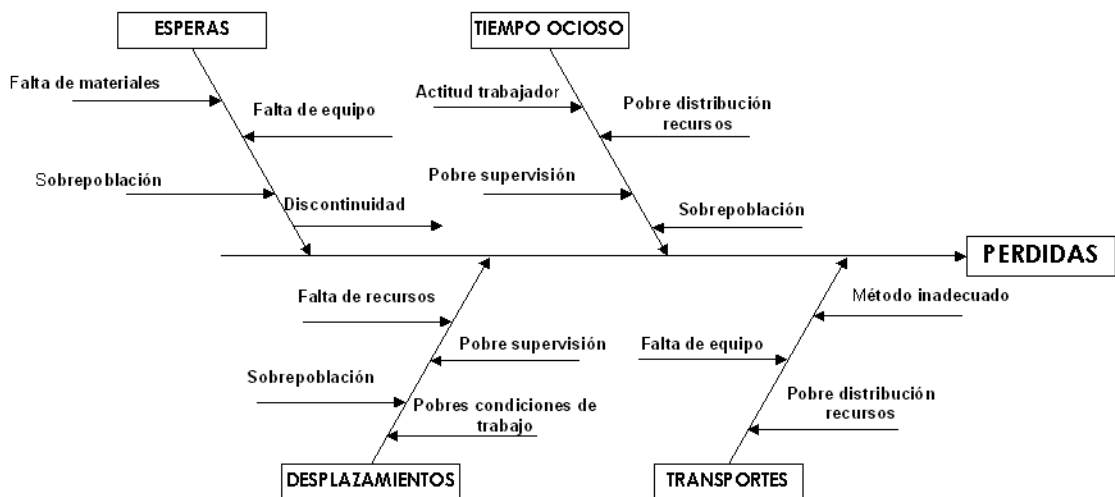 ESPERAS
TIEMPO OCIOSO
Falta de materiales
Actitud trabajador
Falta de equipo
Pobre distribución
recursos
Sobrepoblación
Pobre supervisión
Discontinuidad
Sobrepoblación
PERDIDAS
Falta de recursos
Método inadecuado
Pobre supervisión
Falta de equipo
Sobrepoblación
Pobres condiciones de
trabajo
Pobre distribución
recursos
DESPLAZAMIENTOS
TRANSPORTES